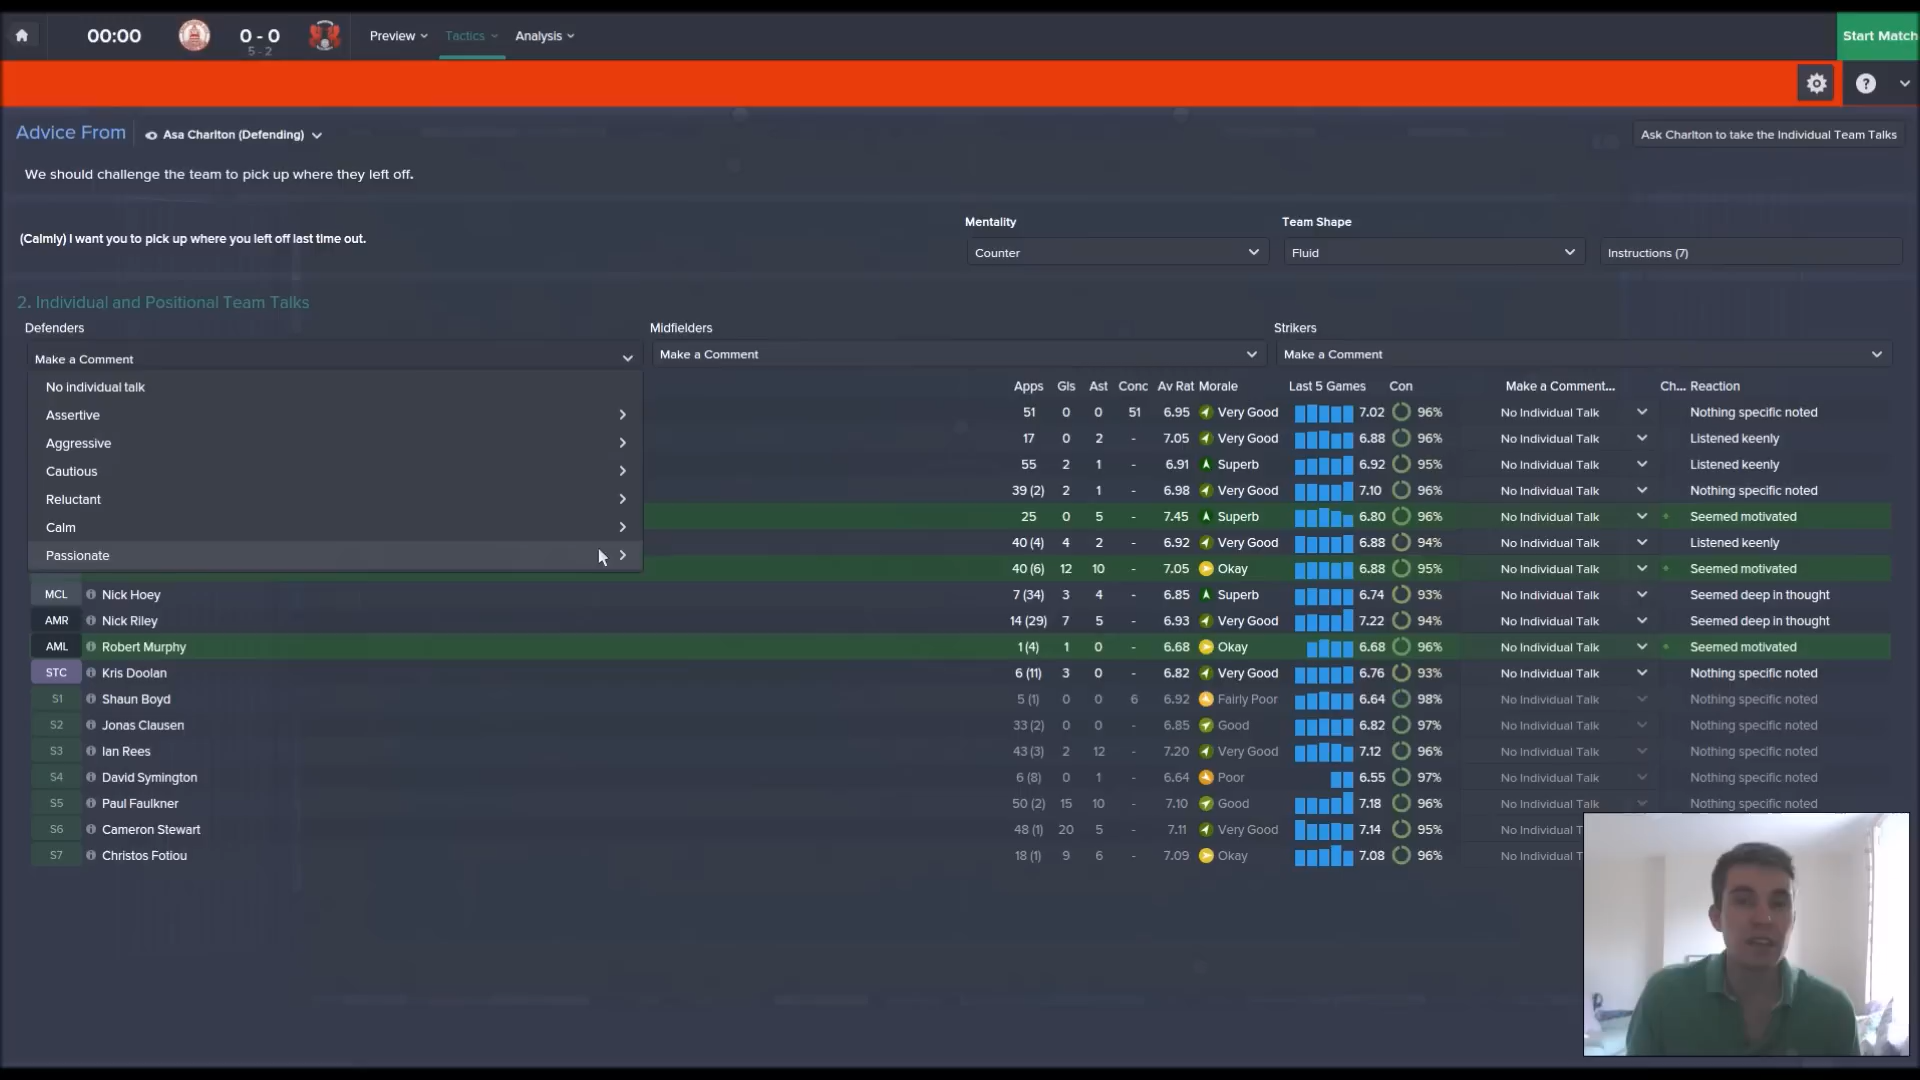 00:00 0 - 0 Preview Tactics Analysis Start Match
5 - 2
Advice From Asa Charlton (Defending) Ask Charlton to take the Individual Team Talks
We should challenge the team to pick up where they left off.
Mentality Team Shape
(Calmly) I want you to pick up where you left off last time out.
Counter Fluid Instructions (7)
2. Individual and Positional Team Talks
Defenders Midfielders Strikers
Make a Comment Make a Comment Make a Comment
No individual talk Apps Gls Ast Conc Av Rat Morale Last 5 Games Con Make a Comment... Ch... Reaction
Assertive 51 0 0 51 6.95 Very Good 7.02 96% No Individual Talk Nothing specific noted
Aggressive 17 0 2 - 7.05 Very Good 6.88 96% No Individual Talk Listened keenly
Cautious 55 2 1 - 6.91 Superb 6.92 95% No Individual Talk Listened keenly
Reluctant 39 (2) 2 1 - 6.98 Very Good 7.10 96% No Individual Talk Nothing specific noted
Calm 25 0 5 - 7.45 Superb 6.80 96% No Individual Talk Seemed motivated
Passionate 40 (4) 4 2 - 6.92 Very Good 6.88 94% No Individual Talk Listened keenly
40 (6) 12 10 - 7.05 Okay 6.88 95% No Individual Talk Seemed motivated
MCL Nick Hoey 7 (34) 3 4 - 6.85 Superb 6.74 93% No Individual Talk Seemed deep in thought
AMR Nick Riley 14 (29) 7 5 - 6.93 Very Good 7.22 94% No Individual Talk Seemed deep in thought
AML Robert Murphy 1 (4) 1 0 - 6.68 Okay 6.68 96% No Individual Talk Seemed motivated
STC Kris Doolan 6 (11) 3 0 - 6.82 Very Good 6.76 93% No Individual Talk Nothing specific noted
S1 Shaun Boyd 5 (1) 0 0 6 6.92 Fairly Poor 6.64 98% No Individual Talk Nothing specific noted
S2 Jonas Clausen 33 (2) 0 0 - 6.85 Good 6.82 97% No Individual Talk Nothing specific noted
S3 Ian Rees 43 (3) 2 12 - 7.20 Very Good 7.12 96% No Individual Talk Nothing specific noted
S4 David Symington 6 (8) 0 1 - 6.64 Poor 6.55 97% No Individual Talk Nothing specific noted
S5 Paul Faulkner 50 (2) 15 10 - 7.10 Good 7.18 96% No Individual Talk Nothing specific noted
S6 Cameron Stewart 48 (1) 20 5 - 7.11 Very Good 7.14 95% No Individual T
S7 Christos Fotiou 18 (1) 9 6 - 7.09 Okay 7.08 96% No Individual T